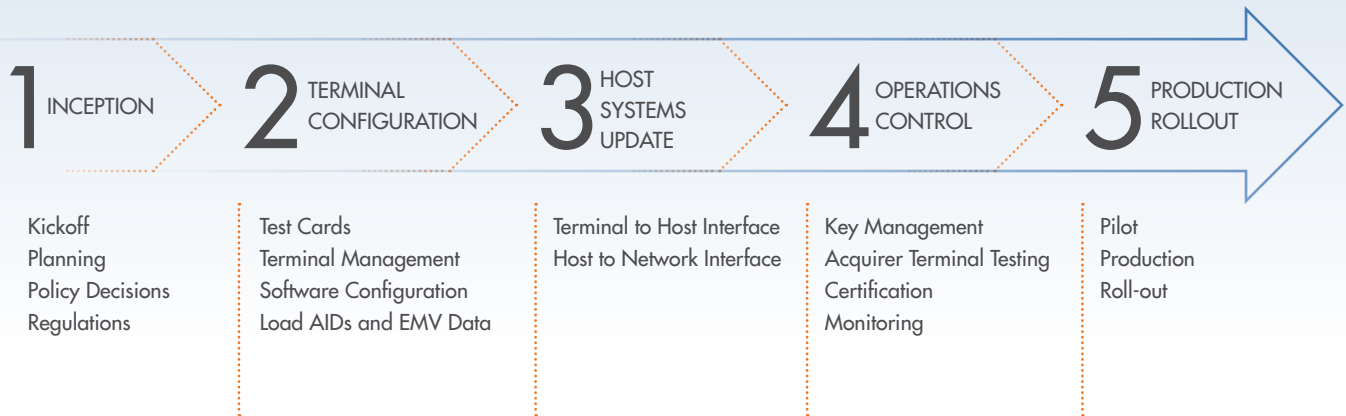 1 INCEPTION
2 TERMINAL
CONFIGURATION
3 HOST
SYSTEMS
UPDATE
4 OPERATIONS
CONTROL
5 PRODUCTION
ROLLOUT
Kickoff
Planning
Policy Decisions
Regulations
Test Cards
Terminal Management
Software Configuration
Load AIDs and EMV Data
Terminal to Host Interface
Host to Network Interface
Key Management
Acquirer Terminal Testing
Certification
Monitoring
Pilot
Production
Roll-out